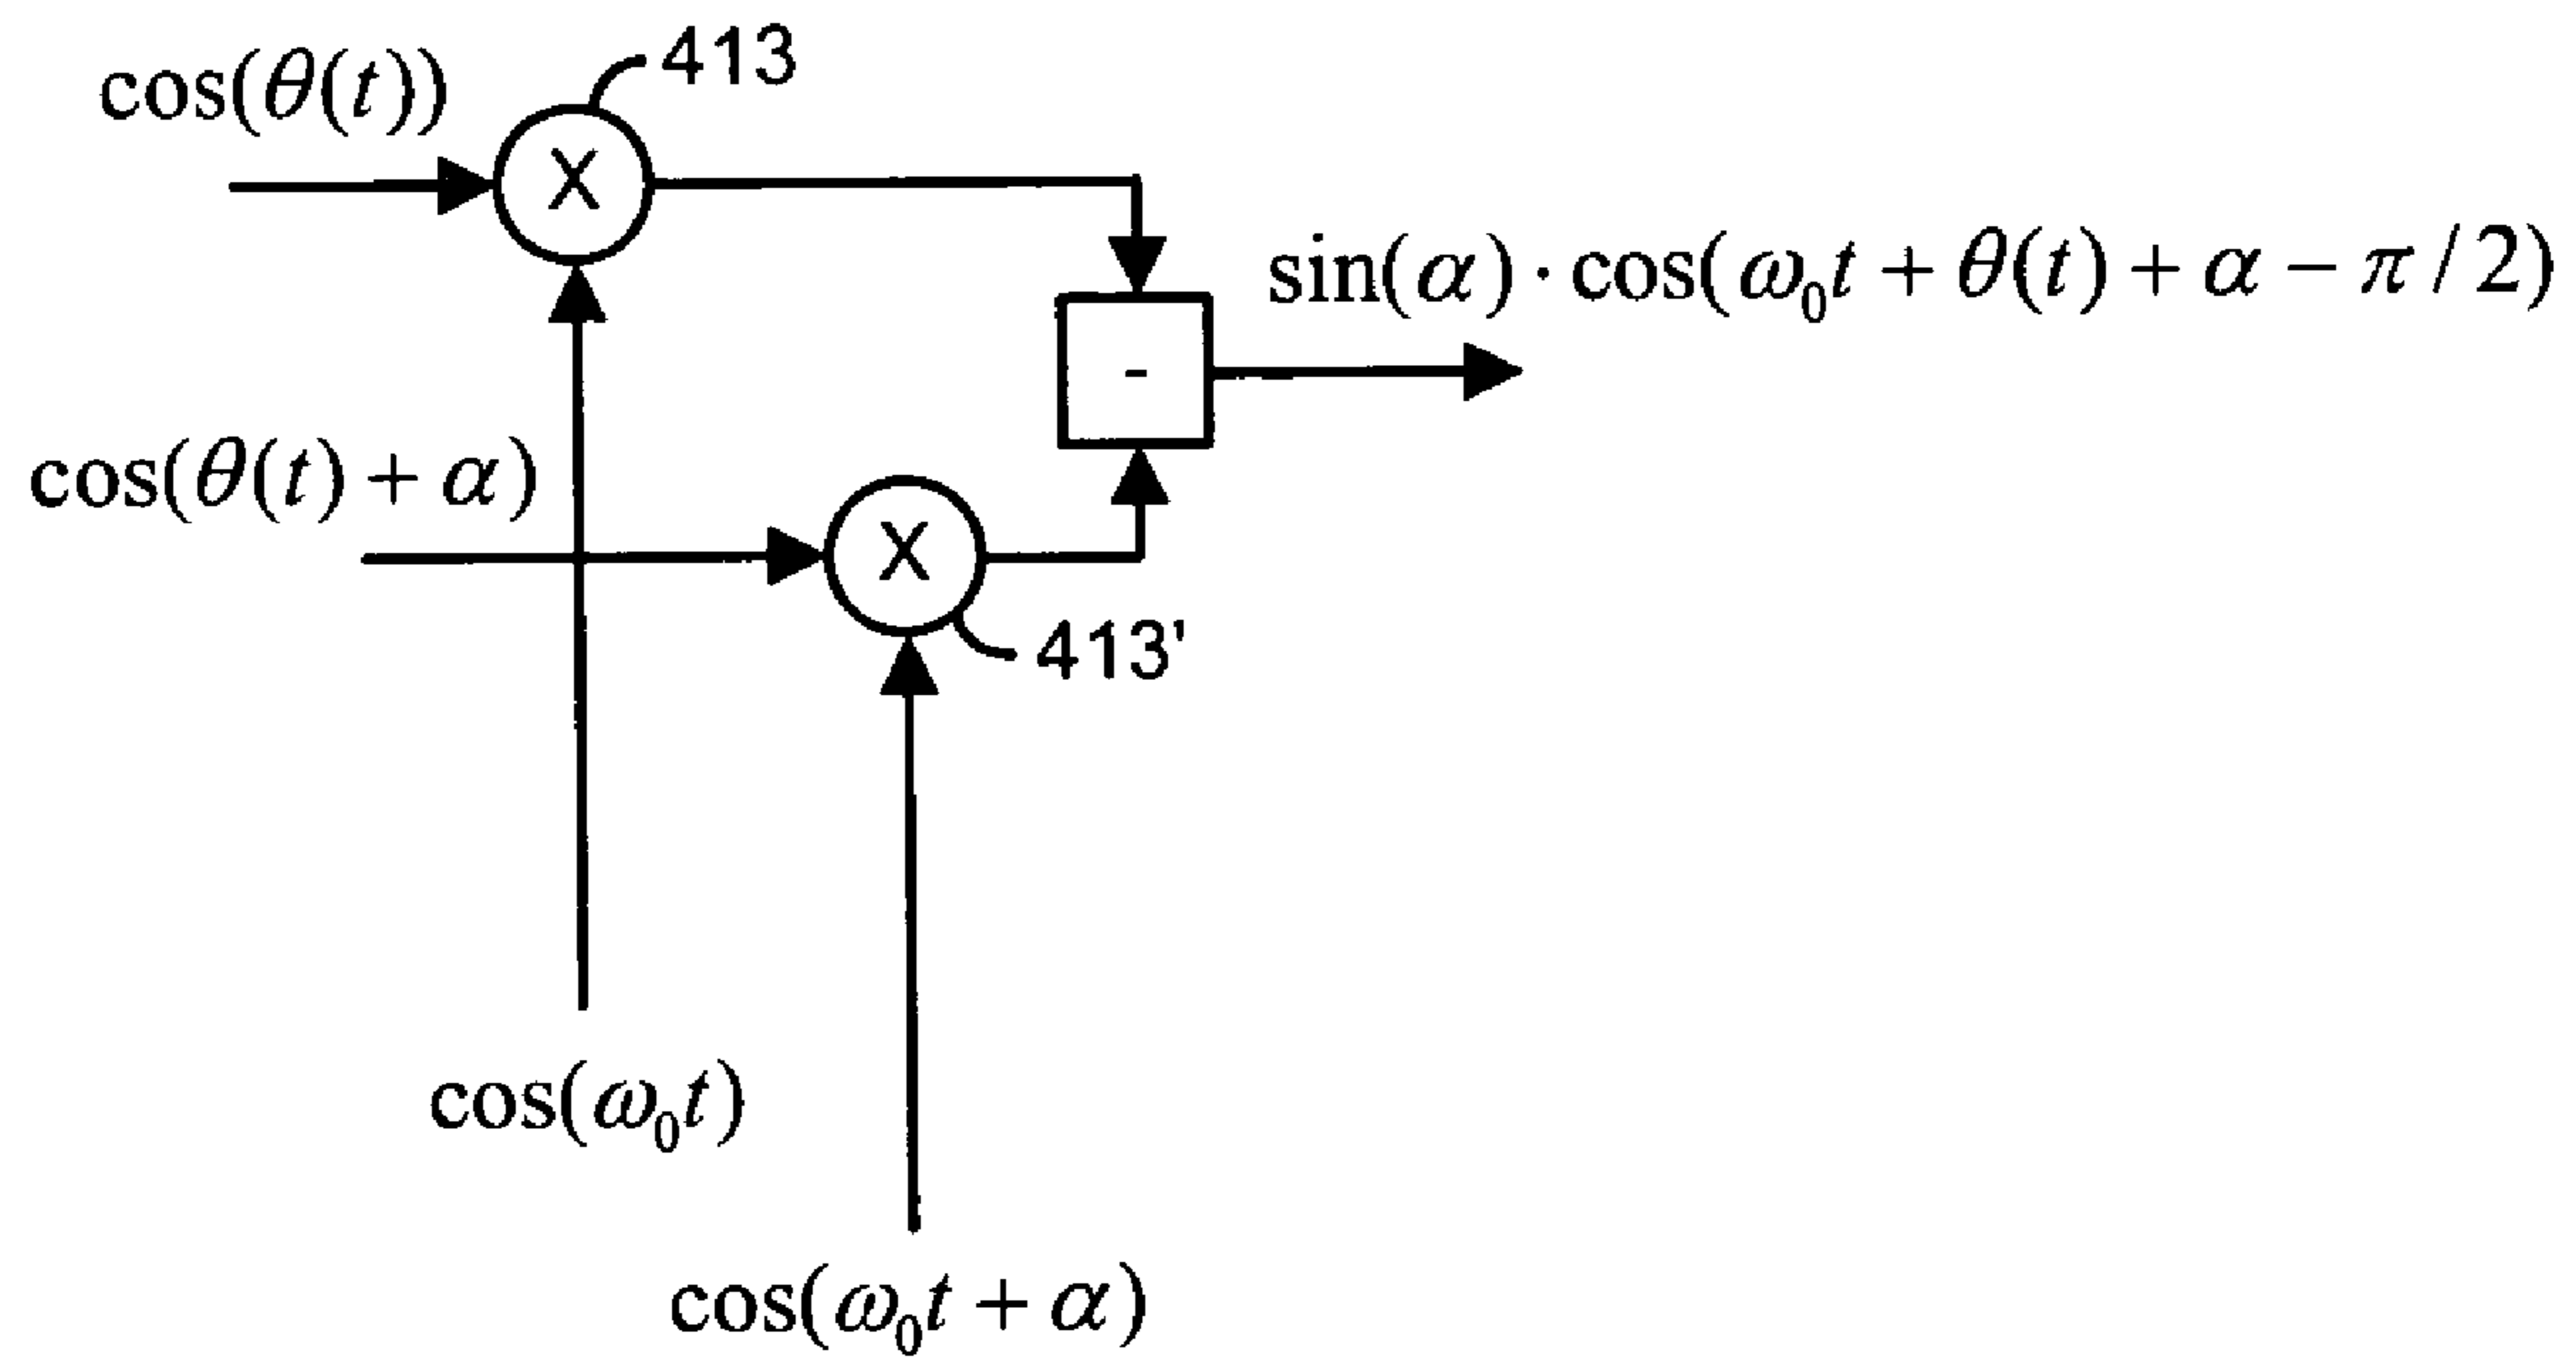 413
cos(θ(t))
X
sin(α)·cos(ω₀t + θ(t) + α − π / 2)
-
cos(θ(t) + α)
X
413'
cos(ω₀t)
cos(ω₀t + α)